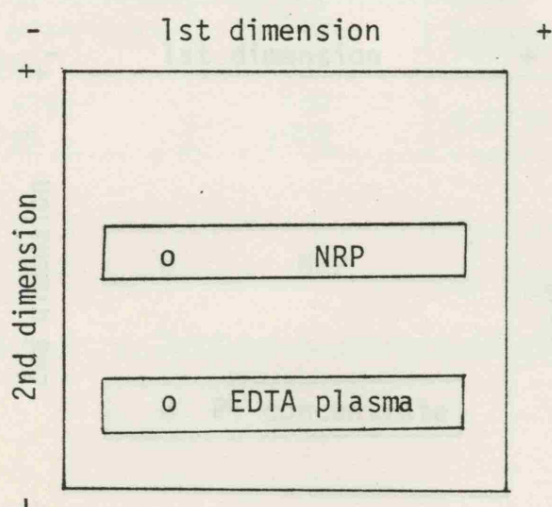 - 1st dimension +
+
2nd dimension
o NRP
o EDTA plasma